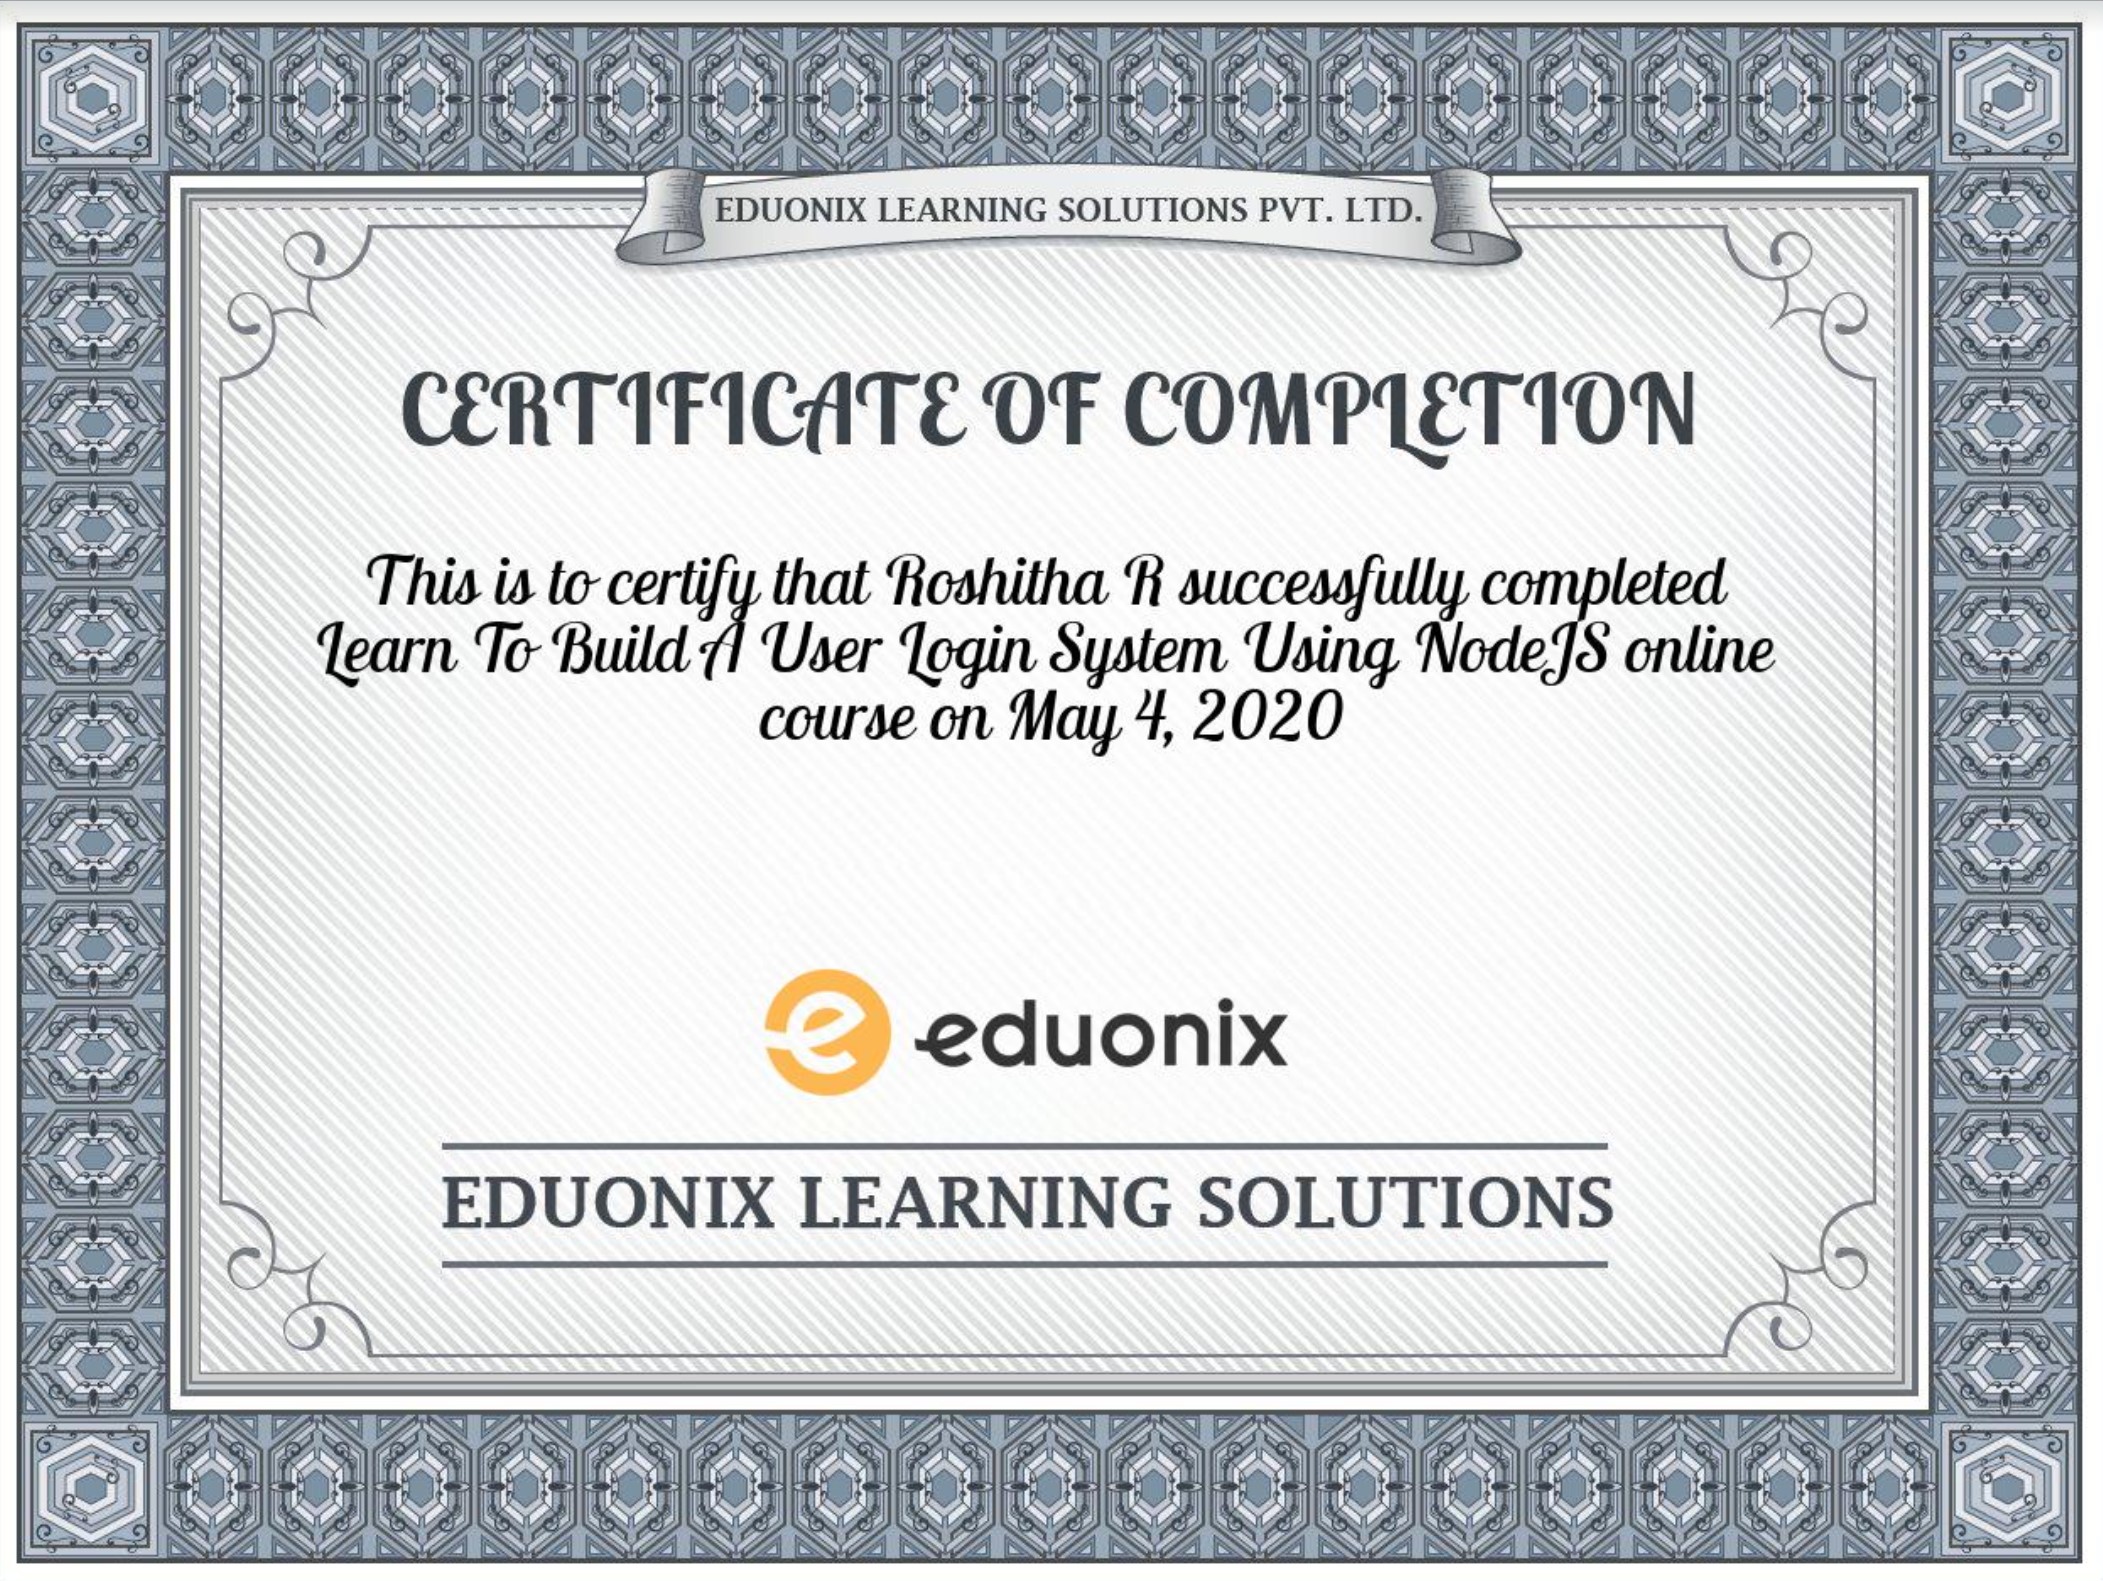 EDUONIX LEARNING SOLUTIONS PVT. LTD.
CERTIFICATE OF COMPLETION
This is to certify that Roshitha R successfully completed
Learn To Build A User Login System Using NodeJS online
course on May 4, 2020
e eduonix
EDUONIX LEARNING SOLUTIONS